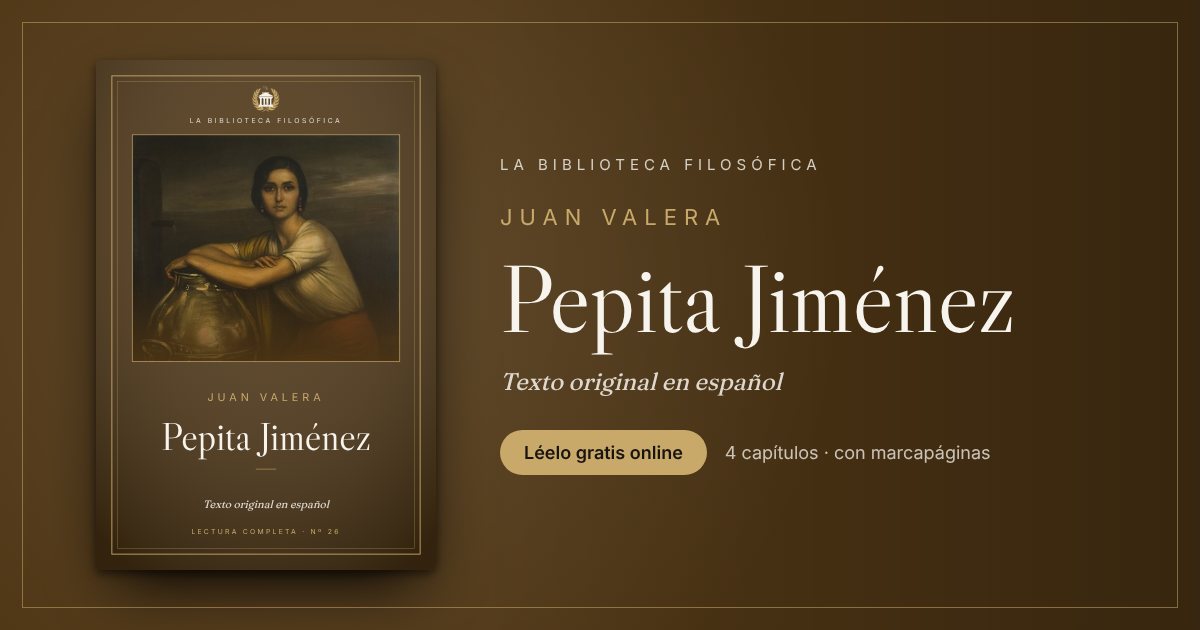 LA BIBLIOTECA FILOSÓFICA
JUAN VALERA
Pepita Jiménez
Texto original en español
LECTURA COMPLETA · Nº 26
LA BIBLIOTECA FILOSÓFICA
JUAN VALERA
Pepita Jiménez
Texto original en español
Léelo gratis online
4 capítulos · con marcapáginas